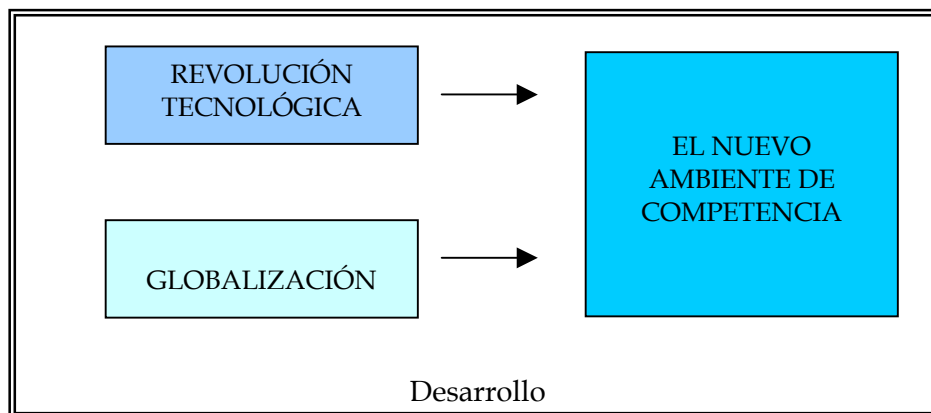 REVOLUCIÓN
TECNOLÓGICA
EL NUEVO
AMBIENTE DE
COMPETENCIA
GLOBALIZACIÓN
Desarrollo